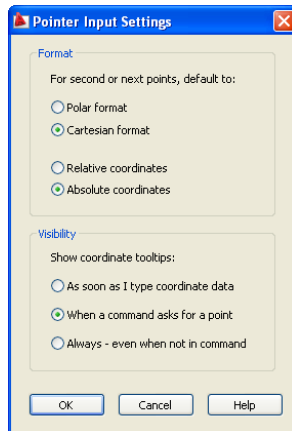 Pointer Input Settings
Format
For second or next points, default to:
Polar format
Cartesian format
Relative coordinates
Absolute coordinates
Visibility
Show coordinate tooltips:
As soon as I type coordinate data
When a command asks for a point
Always - even when not in command
OK Cancel Help